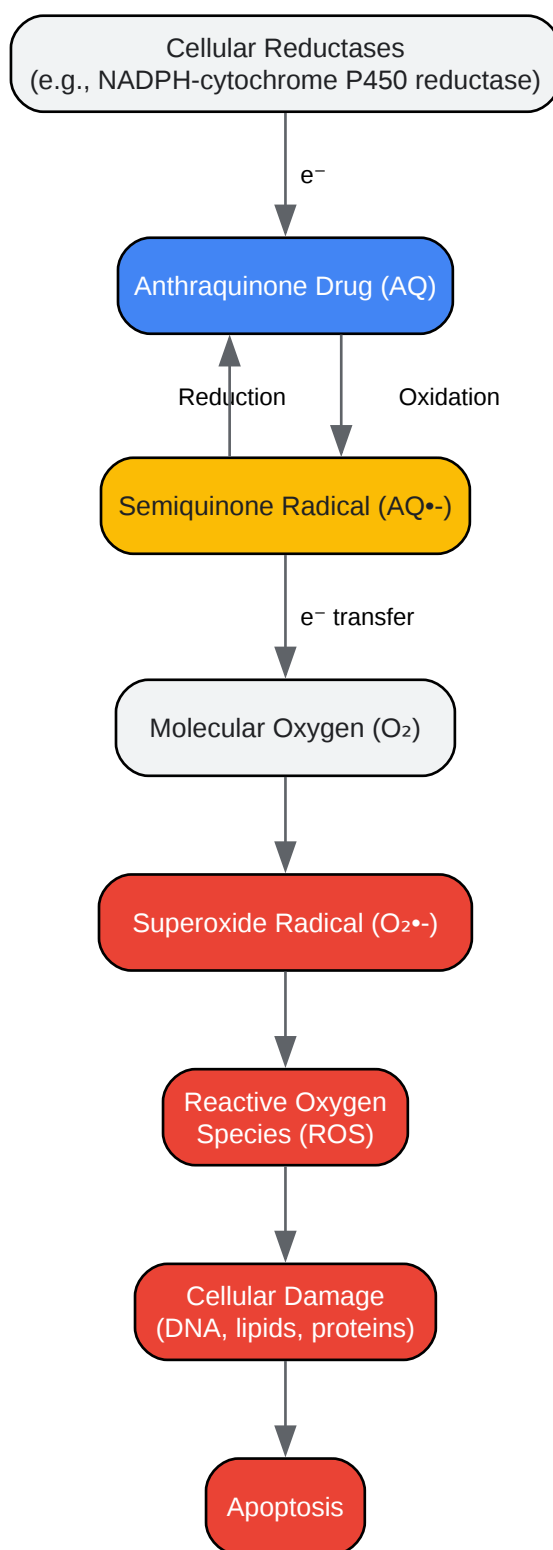 Cellular Reductases
(e.g., NADPH-cytochrome P450 reductase)
e⁻
Anthraquinone Drug (AQ)
Reduction
Oxidation
Semiquinone Radical (AQ•-)
e⁻ transfer
Molecular Oxygen (O₂)
Superoxide Radical (O₂•-)
Reactive Oxygen
Species (ROS)
Cellular Damage
(DNA, lipids, proteins)
Apoptosis